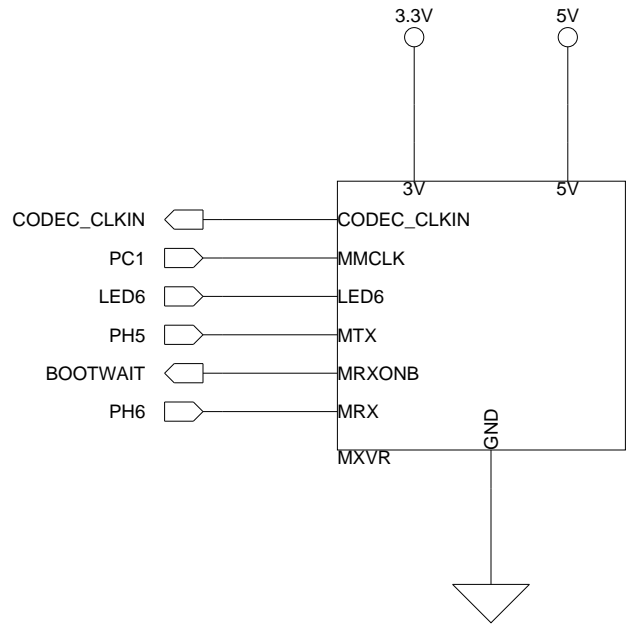 3.3V 5V
3V 5V
CODEC_CLKIN CODEC_CLKIN
PC1 MMCLK
LED6 LED6
PH5 MTX
BOOTWAIT MRXONB
PH6 MRX
GND
MXVR